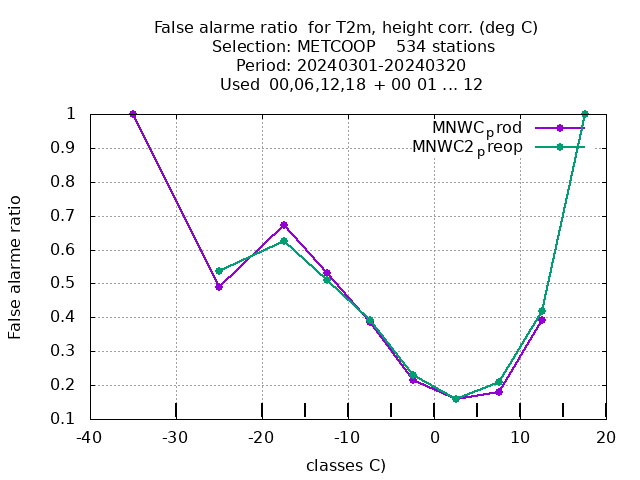 False alarme ratio  for T2m, height corr. (deg C)
Selection: METCOOP    534 stations
Period: 20240301-20240320
Used  00,06,12,18 + 00 01 ... 12
1
0.9
0.8
0.7
0.6
0.5
0.4
0.3
0.2
0.1
False alarme ratio
MNWCprod
MNWC2preop
-40 -30 -20 -10 0 10 20
classes C)